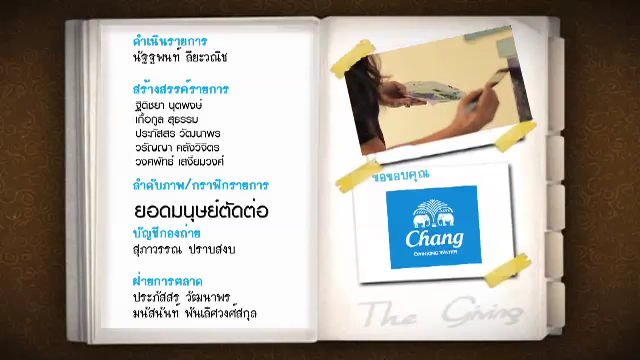 ดำเนินรายการ
นัฐฐพนท์ ลียะวณิช
สร้างสรรค์รายการ
ฐิติชยา นุตพงษ์
เกื้อกูล สุธรรม
ประภัสสร วัฒนาพร
วรัญญา คลังวิจิตร
วงศพัทธ์ เสงี่ยมวงค์
ลำดับภาพ/กราฟิกรายการ
ยอดมนุษย์ตัดต่อ
บัญชีกองถ่าย
สุภาวรรณ ปราบสงบ
ฝ่ายการตลาด
ประภัสสร วัฒนาพร
มนัสนันท์ พันเลิศวงศ์สกุล
ขอขอบคุณ
Chang
DRINKING WATER
The Giving